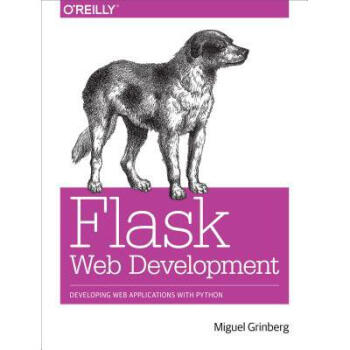 O'REILLY®
Flask
Web Development
DEVELOPING WEB APPLICATIONS WITH PYTHON
Miguel Grinberg